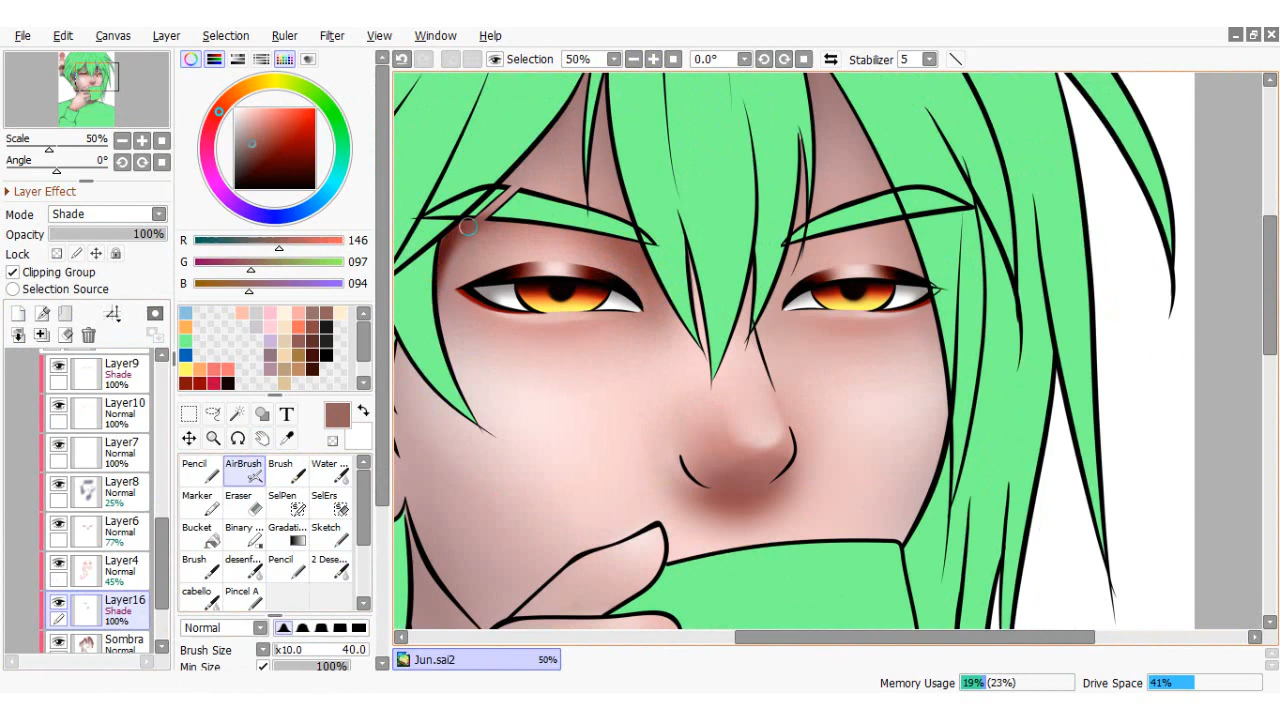 File Edit Canvas Layer Selection Ruler Filter View Window Help
Selection 50% 0.0° Stabilizer 5
Scale 50%
Angle 0°
Layer Effect
Mode Shade
Opacity 100%
Lock
Clipping Group
Selection Source
Layer9
Shade
100%
Layer10
Normal
100%
Layer7
Normal
100%
Layer8
Normal
25%
Layer6
Normal
77%
Layer4
Normal
45%
Layer16
Shade
100%
Sombra
Normal
R 146
G 097
B 094
T
Pencil AirBrush Brush Water ...
Marker Eraser SelPen SelErs
Bucket Binary ... Gradati... Sketch
Brush desenf... Pencil 2 Dese...
cabello Pincel A
Normal
Brush Size x10.0 40.0
Min Size 100%
Jun.sai2 50%
Memory Usage 19% (23%) Drive Space 41%